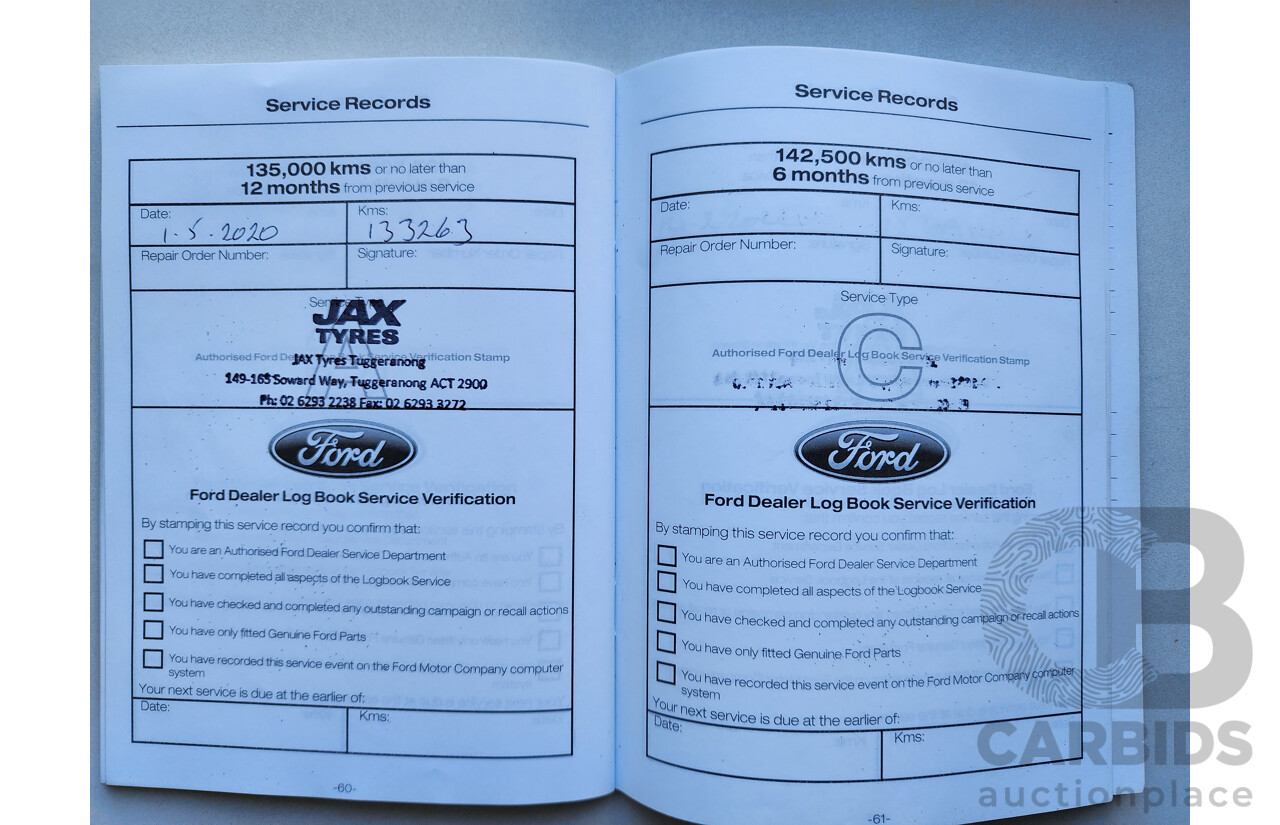 Service Records
135,000 kms or no later than
12 months from previous service
Date:
1.5.2020
Kms:
133263
Repair Order Number:
Signature:
Service Type
JAX
TYRES
A
Authorised Ford Dealer Log Book Service Verification Stamp
JAX Tyres Tuggeranong
149-165 Soward Way, Tuggeranong ACT 2900
Ph: 02 6293 2238 Fax: 02 6293 3272
Ford
Ford Dealer Log Book Service Verification
By stamping this service record you confirm that:
You are an Authorised Ford Dealer Service Department
You have completed all aspects of the Logbook Service
You have checked and completed any outstanding campaign or recall actions
You have only fitted Genuine Ford Parts
You have recorded this service event on the Ford Motor Company computer
system
Your next service is due at the earlier of:
Date:
Kms:
-60-
Service Records
142,500 kms or no later than
6 months from previous service
Date:
Kms:
Repair Order Number:
Signature:
Service Type
C
Authorised Ford Dealer Log Book Service Verification Stamp
Ford
Ford Dealer Log Book Service Verification
By stamping this service record you confirm that:
You are an Authorised Ford Dealer Service Department
You have completed all aspects of the Logbook Service
You have checked and completed any outstanding campaign or recall actions
You have only fitted Genuine Ford Parts
You have recorded this service event on the Ford Motor Company computer
system
Your next service is due at the earlier of:
Date:
Kms:
-61-
CB
CARBIDS
auctionplace